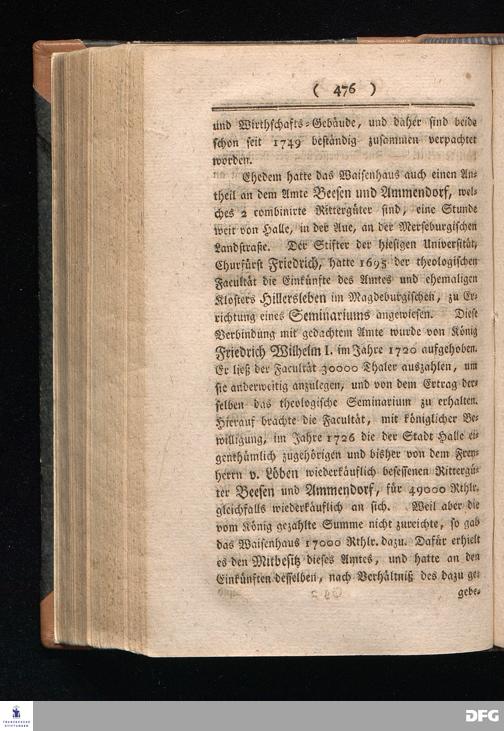 ( 476 )
und Wirthschafts-Gebäude, und daher sind beide
schon seit 1749 beständig zusammen verpachtet
worden.
Ehedem hatte das Waisenhaus auch einen An-
theil an dem Amte Beesen und Ammendorf, wel-
ches 2 combinirte Rittergüter sind, eine Stunde
weit von Halle, in der Aue, an der Merseburgischen
Landstraße. Der Stifter der hiesigen Universität,
Churfürst Friedrich, hatte 1695 der theologischen
Facultät die Einkünfte des Amtes und ehemaligen
Klosters Hillersleben im Magdeburgischen, zu Er-
richtung eines Seminariums angewiesen. Diese
Verbindung mit gedachtem Amte wurde von König
Friedrich Wilhelm I. im Jahre 1720 aufgehoben.
Er ließ der Facultät 30000 Thaler auszahlen, um
sie anderweitig anzulegen, und von dem Ertrag der-
selben das theologische Seminarium zu erhalten.
Hierauf brachte die Facultät, mit königlicher Be-
willigung, im Jahre 1726 die der Stadt Halle ei-
genthümlich zugehörigen und bisher von dem Frey-
herrn v. Löben wiederkäuflich besessenen Rittergü-
ter Beesen und Ammendorf, für 49000 Rthlr.
gleichfalls wiederkäuflich an sich. Weil aber die
vom König gezahlte Summe nicht zureichte, so gab
das Waisenhaus 17000 Rthlr. dazu. Dafür erhielt
es den Mitbesitz dieses Amtes, und hatte an den
Einkünften desselben, nach Verhältniß des dazu ge-
gebe-
FRANCKESCHE
STIFTUNGEN
DFG